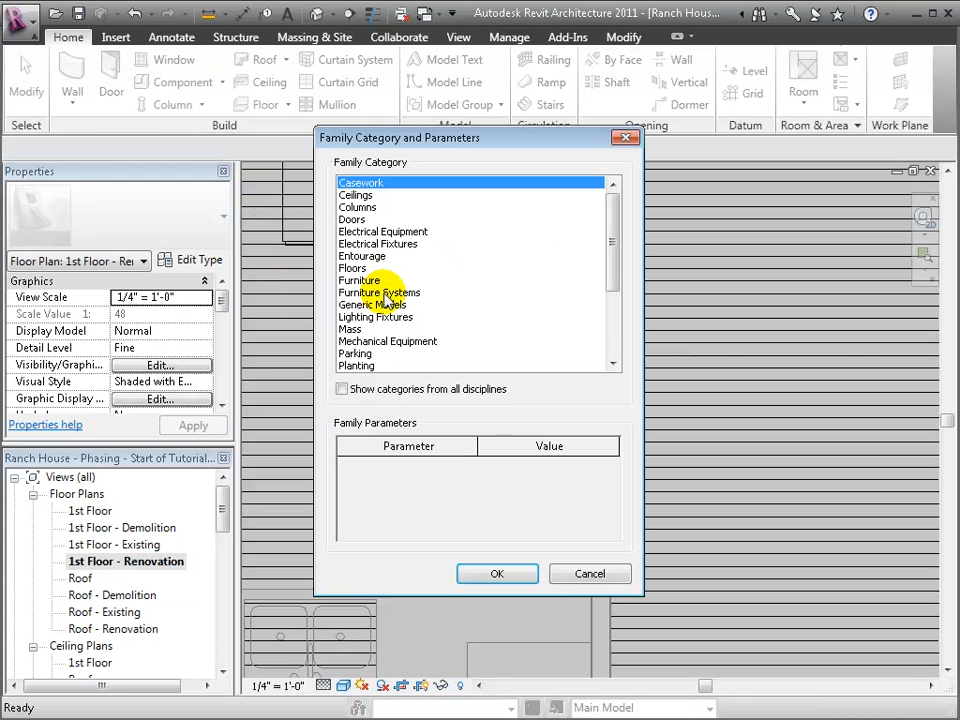 Autodesk Revit Architecture 2011 - [Ranch Hous...
Home Insert Annotate Structure Massing & Site Collaborate View Manage Add-Ins Modify
Modify
Select
Wall
Door
Window
Component
Column
Roof
Ceiling
Floor
Curtain System
Curtain Grid
Mullion
Build
Model Text
Model Line
Model Group
Railing
Ramp
Stairs
By Face
Shaft
Wall
Vertical
Dormer
Opening
Level
Grid
Datum
Room
Room & Area
Work Plane
Properties
Floor Plan: 1st Floor - Rei
Edit Type
Graphics
View Scale 1/4" = 1'-0"
Scale Value 1: 48
Display Model Normal
Detail Level Fine
Visibility/Graphi... Edit...
Visual Style Shaded with E...
Graphic Display ... Edit...
Properties help
Apply
Ranch House - Phasing - Start of Tutorial...
Views (all)
Floor Plans
1st Floor
1st Floor - Demolition
1st Floor - Existing
1st Floor - Renovation
Roof
Roof - Demolition
Roof - Existing
Roof - Renovation
Ceiling Plans
1st Floor
Family Category and Parameters
Family Category
Casework
Ceilings
Columns
Doors
Electrical Equipment
Electrical Fixtures
Entourage
Floors
Furniture
Furniture Systems
Generic Models
Lighting Fixtures
Mass
Mechanical Equipment
Parking
Planting
Show categories from all disciplines
Family Parameters
Parameter Value
OK
Cancel
1/4" = 1'-0"
Ready
Main Model